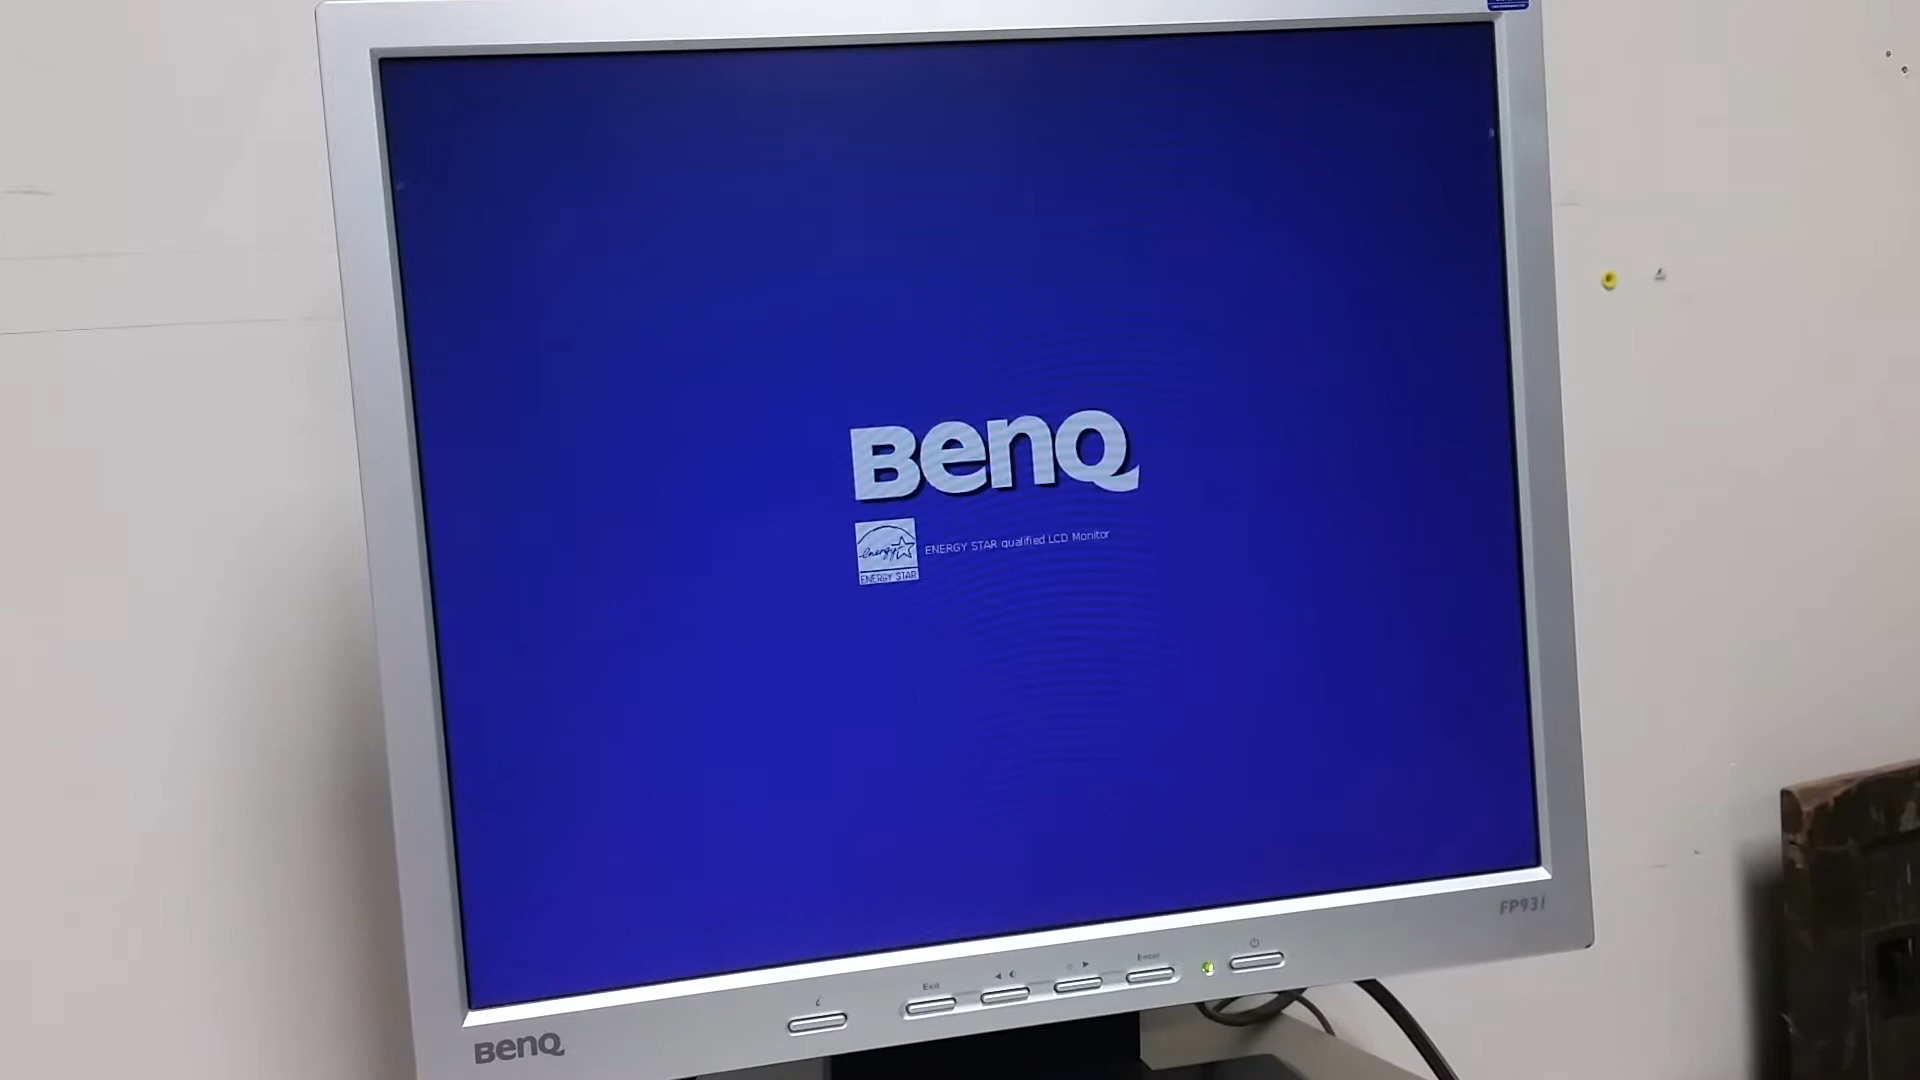 BenQ
energy
ENERGY STAR
ENERGY STAR qualified LCD Monitor
FP93i
i
Exit
Enter
BenQ